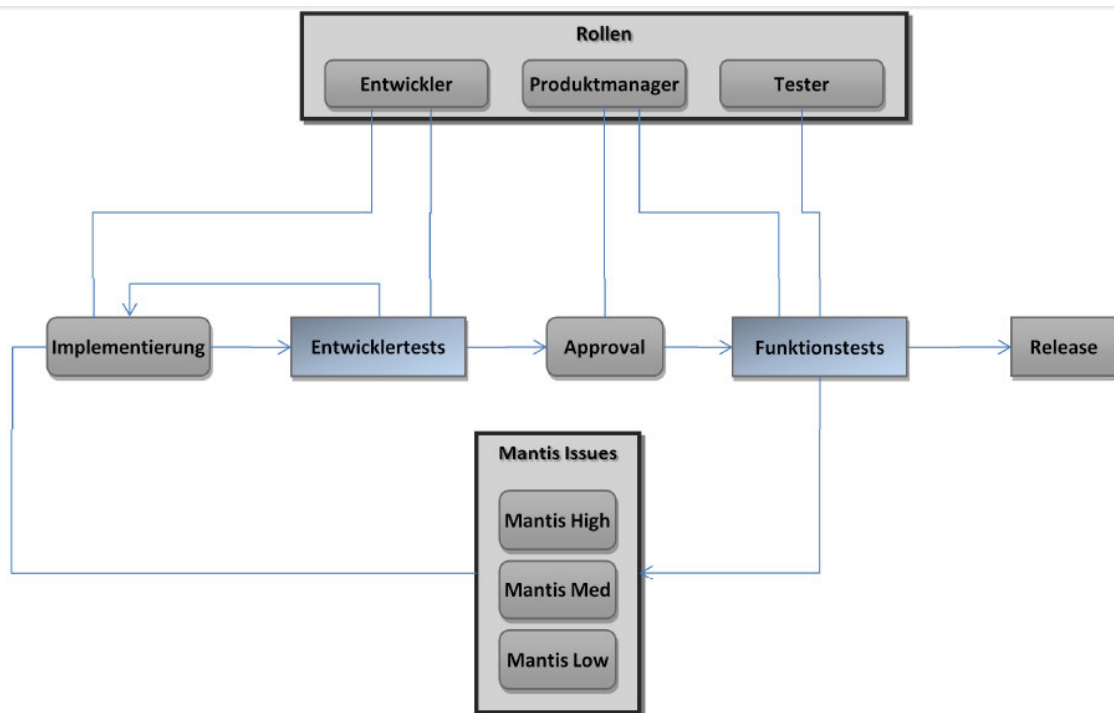 Rollen
Entwickler
Produktmanager
Tester
Implementierung
Entwicklertests
Approval
Funktionstests
Release
Mantis Issues
Mantis High
Mantis Med
Mantis Low